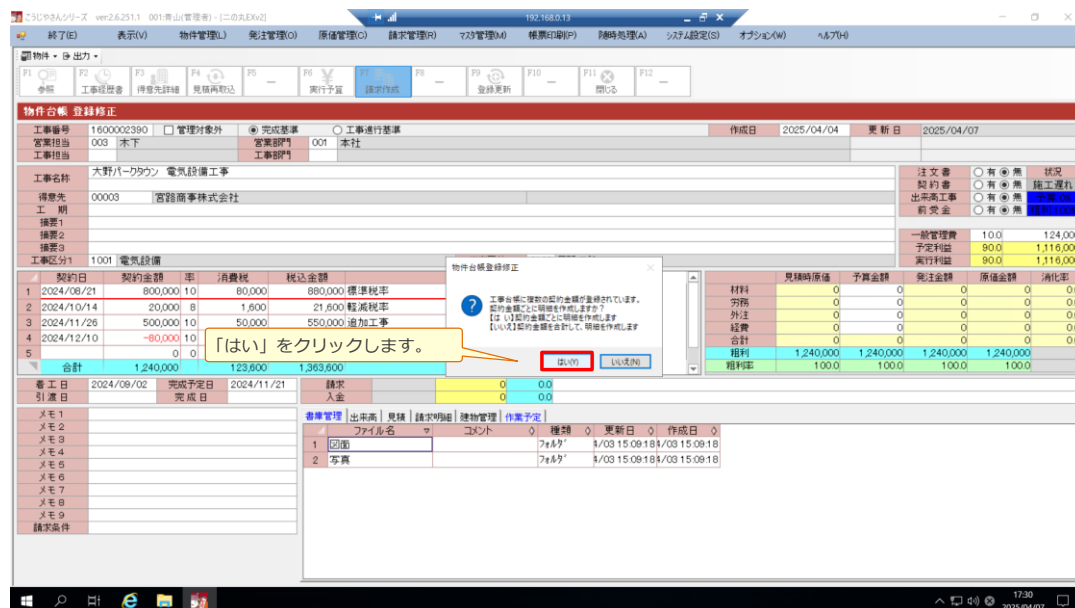 こうじやさんシリーズ ver.2.6.251.1 001:青山(管理者) - [二の丸EXv2]
192.168.0.13
終了(E) 表示(V) 物件管理(L) 発注管理(O) 原価管理(C) 請求管理(R) マスタ管理(M) 帳票印刷(P) 随時処理(A) システム設定(S) オプション(W) ヘルプ(H)
物件 出力
F1 F2 F3 F4 F5 F6 F7 F8 F9 F10 F11 F12
参照 工事経歴書 得意先詳細 見積再取込 実行予算 請求作成 登録更新 閉じる
物件台帳 登録修正
工事番号 1600002390 管理対象外 完成基準 工事進行基準 作成日 2025/04/04 更新日 2025/04/07
営業担当 003 木下 営業部門 001 本社
工事担当 工事部門
工事名称 大野パークタウン 電気設備工事
注文書 有 無 状況
契約書 有 無 施工遅れ
得意先 00003 宮路商事株式会社
出来高工事 有 無
工 期
前受金 有 無
摘要1
摘要2
一般管理費 10.0 124,00
摘要3
予定利益 90.0 1,116,00
工事区分1 1001 電気設備
実行利益 90.0 1,116,00
契約日 契約金額 率 消費税 税込金額
1 2024/08/21 800,000 10 80,000 880,000 標準税率
2 2024/10/14 20,000 8 1,600 21,600 軽減税率
3 2024/11/26 500,000 10 50,000 550,000 追加工事
4 2024/12/10 -80,000 10
5 0 0
合計 1,240,000 123,600 1,363,600
物件台帳登録修正
工事台帳に複数の契約金額が登録されています。
契約金額ごとに明細を作成しますか?
【は い】契約金額ごとに明細を作成します
【いいえ】契約金額を合計して、明細を作成します
はい(Y) いいえ(N)
「はい」をクリックします。
見積時原価 予算金額 発注金額 原価金額 消化率
材料 0 0 0 0 0
労務 0 0 0 0 0
外注 0 0 0 0 0
経費 0 0 0 0 0
合計 0 0 0 0 0
粗利 1,240,000 1,240,000 1,240,000 1,240,000
粗利率 100.0 100.0 100.0 100.0
着工日 2024/09/02 完成予定日 2024/11/21 請求 0 0.0
引渡日 完成日 入金 0 0.0
メモ1
メモ2
メモ3
メモ4
メモ5
メモ6
メモ7
メモ8
メモ9
請求条件
書庫管理 出来高 見積 請求明細 建物管理 作業予定
ファイル名 コメント 種類 更新日 作成日
1 図面 フォルダ 4/03 15:09:18 4/03 15:09:18
2 写真 フォルダ 4/03 15:09:18 4/03 15:09:18
17:30
2025/04/07